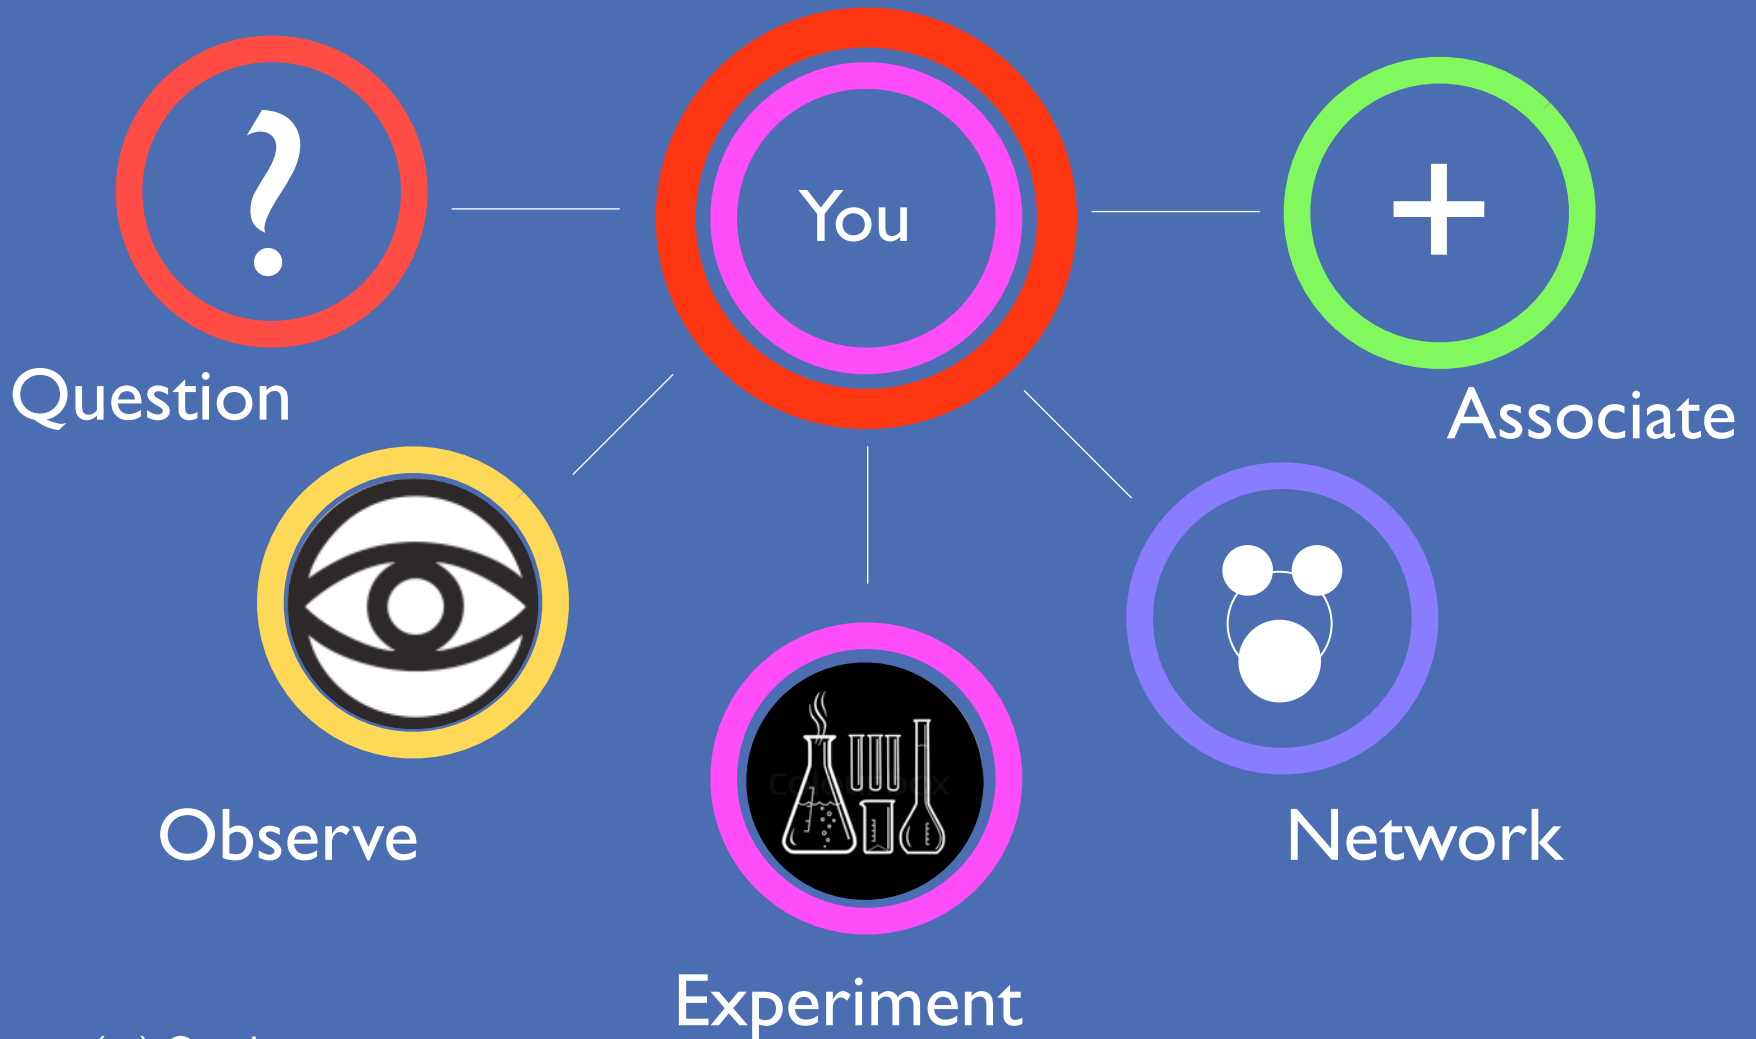 ?
You
+
Question
Associate
Observe
Network
Experiment